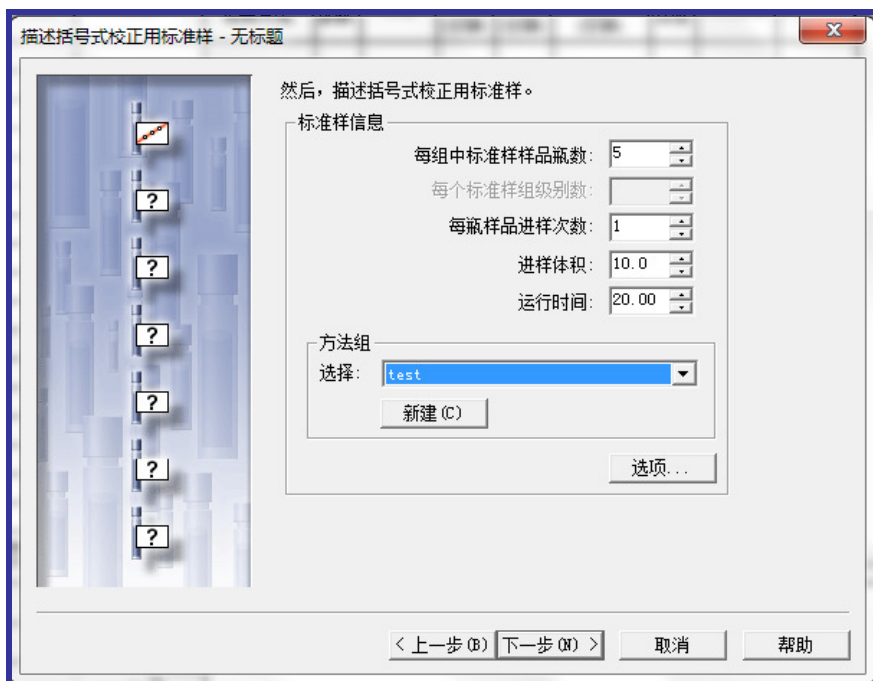 描述括号式校正用标准样 - 无标题
然后，描述括号式校正用标准样。
标准样信息
每组中标准样样品瓶数: 5
每个标准样组级别数:
每瓶样品进样次数: 1
进样体积: 10.0
运行时间: 20.00
方法组
选择: test
新建(C)
选项...
?
?
?
?
?
?
< 上一步(B) 下一步(N) > 取消 帮助